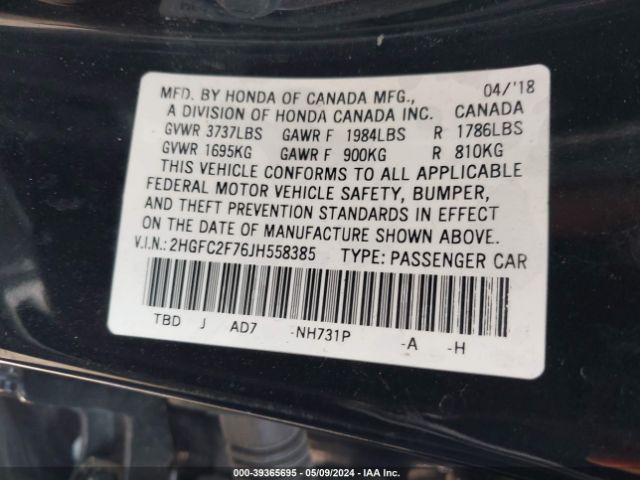 MFD. BY HONDA OF CANADA MFG., 04/'18
A DIVISION OF HONDA CANADA INC. CANADA
GVWR 3737LBS GAWR F 1984LBS R 1786LBS
GVWR 1695KG GAWR F 900KG R 810KG
THIS VEHICLE CONFORMS TO ALL APPLICABLE
FEDERAL MOTOR VEHICLE SAFETY, BUMPER,
AND THEFT PREVENTION STANDARDS IN EFFECT
ON THE DATE OF MANUFACTURE SHOWN ABOVE.
V.I.N.: 2HGFC2F76JH558385 TYPE: PASSENGER CAR
TBD J AD7 -NH731P -A -H
000-39365695 - 05/09/2024 - IAA Inc.